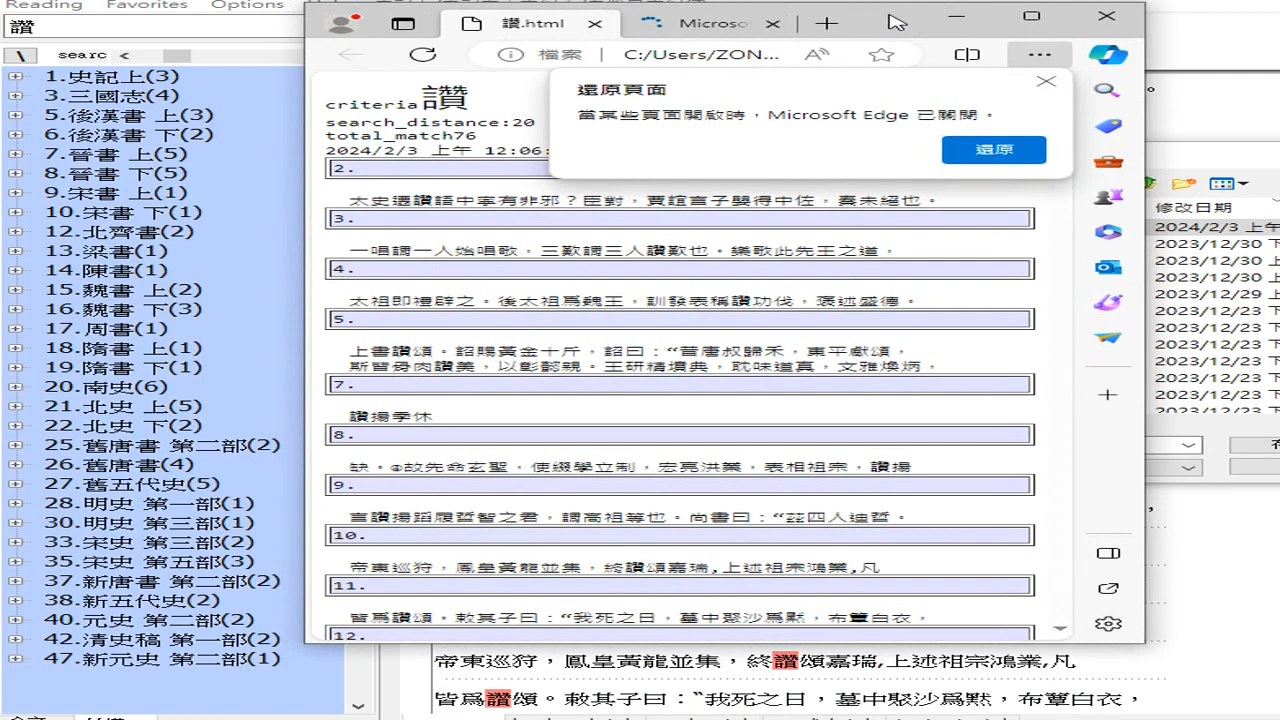 Reading Favorites Options
讚
\ searc <
1.史記上(3)
3.三國志(4)
5.後漢書 上(3)
6.後漢書 下(2)
7.晉書 上(5)
8.晉書 下(5)
9.宋書 上(1)
10.宋書 下(1)
12.北齊書(2)
13.梁書(1)
14.陳書(1)
15.魏書 上(2)
16.魏書 下(3)
17.周書(1)
18.隋書 上(1)
19.隋書 下(1)
20.南史(6)
21.北史 上(5)
22.北史 下(2)
25.舊唐書 第二部(2)
26.舊唐書(4)
27.舊五代史(5)
28.明史 第一部(1)
30.明史 第三部(1)
33.宋史 第三部(2)
35.宋史 第五部(3)
37.新唐書 第二部(2)
38.新五代史(2)
40.元史 第二部(2)
42.清史稿 第一部(2)
47.新元史 第二部(1)
讚.html
Microso
檔案
C:/Users/ZON...
還原頁面
當某些頁面開啟時，Microsoft Edge 已關閉。
還原
criteria讚
search_distance:20
total_match76
2024/2/3 上午 12:06:
2.
太史遷讚語中寧有非邪？臣對，賈誼言子嬰得中佐，秦未絕也。
3.
一唱謂一人始唱歌，三歎謂三人讚歎也。樂歌此先王之道，
4.
太祖即禮辟之。後太祖爲魏王，訓發表稱讚功伐，褒述盛德。
5.
上書讚頌。詔賜黃金十斤，詔曰：“昔唐叔歸禾，東平獻頌，
斯皆骨肉讚美，以彰懿親。王研精墳典，耽味道真，文雅煥炳，
7.
讚揚季休
8.
缺。④故先命玄聖，使綴學立制，宏亮洪業，表相祖宗，讚揚
9.
言讚揚蹈履哲智之君，謂高祖等也。尚書曰：“茲四人迪哲。
10.
帝東巡狩，鳳皇黃龍並集，終讚頌嘉瑞,上述祖宗鴻業,凡
11.
皆爲讚頌。敕其子曰：“我死之日，墓中聚沙爲阬，布簟白衣，
12.
修改日期
2024/2/3 上午
2023/12/30 下
2023/12/30 下
2023/12/30 下
2023/12/29 上
2023/12/23 下
2023/12/23 下
2023/12/23 下
2023/12/23 下
2023/12/23 下
2023/12/23 下
帝東巡狩，鳳皇黃龍並集，終讚頌嘉瑞,上述祖宗鴻業,凡
皆爲讚頌。敕其子曰：“我死之日，墓中聚沙爲阬，布簟白衣，